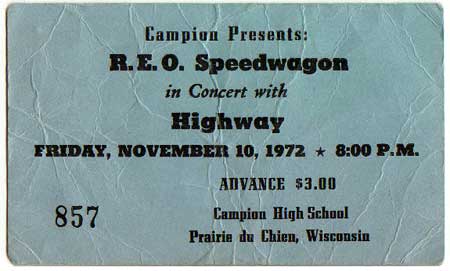 Campion Presents:
R.E.O. Speedwagon
in Concert with
Highway
FRIDAY, NOVEMBER 10, 1972 ★ 8:00 P.M.
ADVANCE $3.00
857
Campion High School
Prairie du Chien, Wisconsin